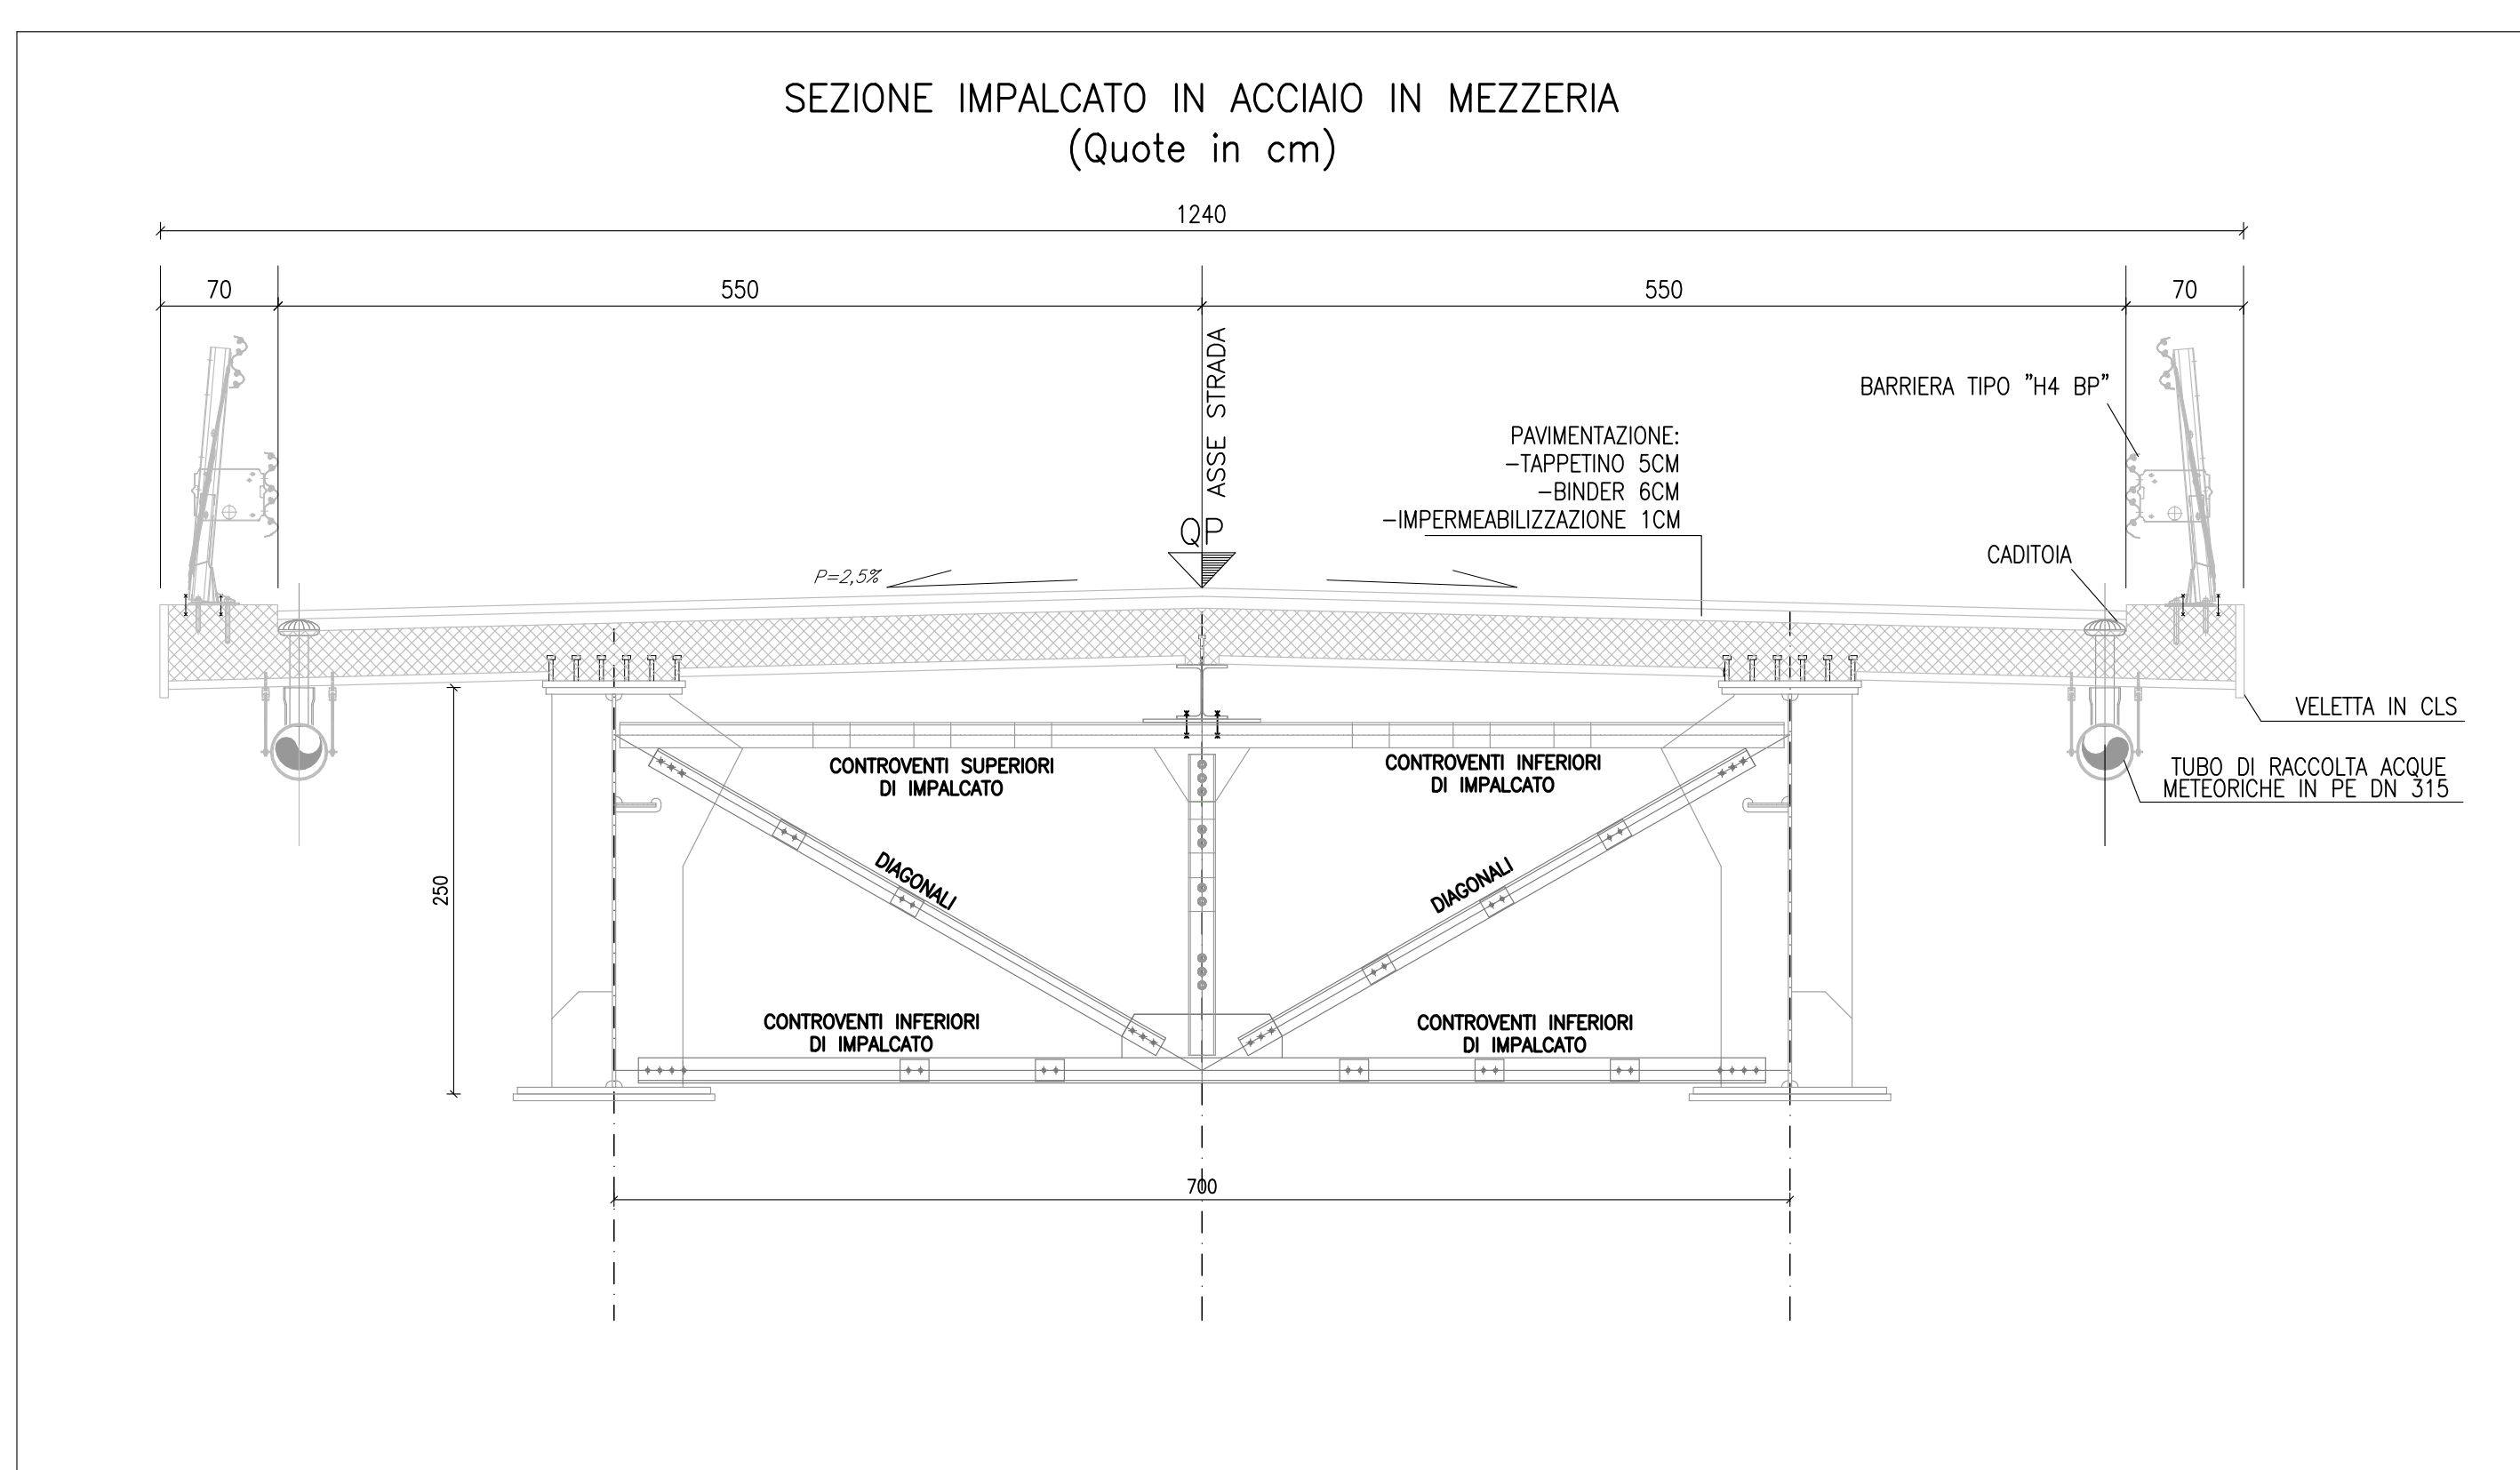 SEZIONE IMPALCATO IN ACCIAIO IN MEZZERIA
(Quote in cm)
1240
70
550
550
70
ASSE STRADA
BARRIERA TIPO "H4 BP"
PAVIMENTAZIONE:
-TAPPETINO 5CM
-BINDER 6CM
-IMPERMEABILIZZAZIONE 1CM
QP
CADITOIA
P=2,5%
VELETTA IN CLS
CONTROVENTI SUPERIORI
DI IMPALCATO
CONTROVENTI INFERIORI
DI IMPALCATO
TUBO DI RACCOLTA ACQUE
METEORICHE IN PE DN 315
DIAGONALI
DIAGONALI
250
CONTROVENTI INFERIORI
DI IMPALCATO
CONTROVENTI INFERIORI
DI IMPALCATO
700